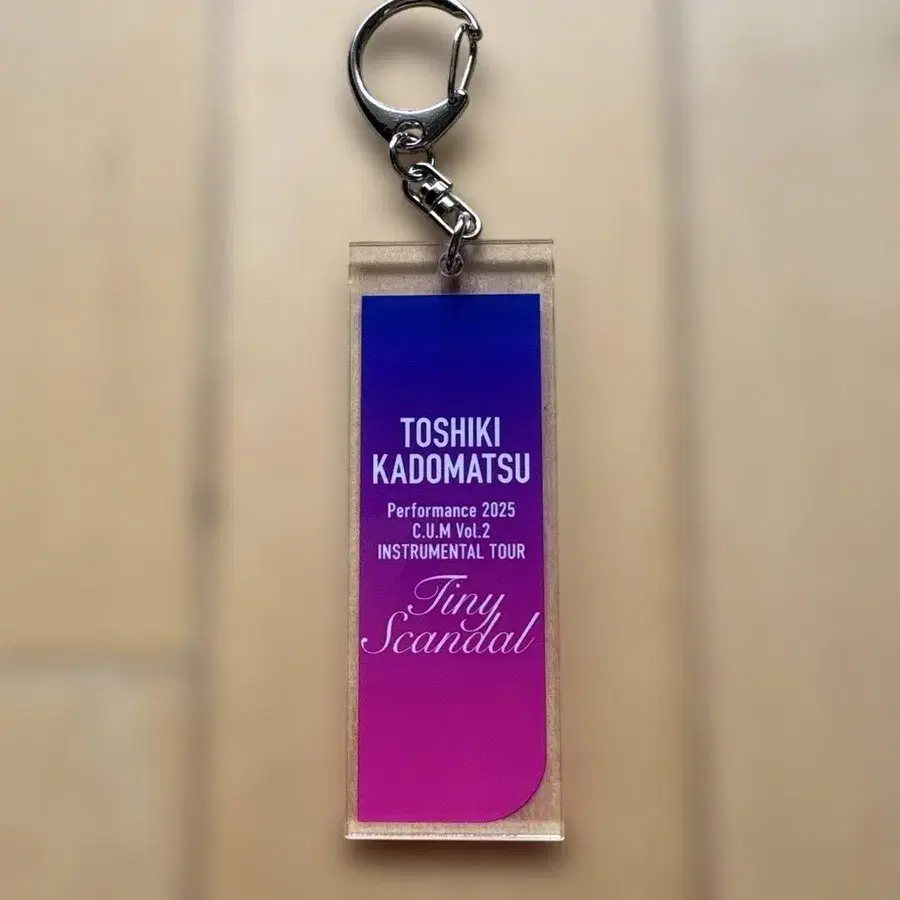 TOSHIKI
KADOMATSU
Performance 2025
C.U.M Vol.2
INSTRUMENTAL TOUR
Tiny
Scandal